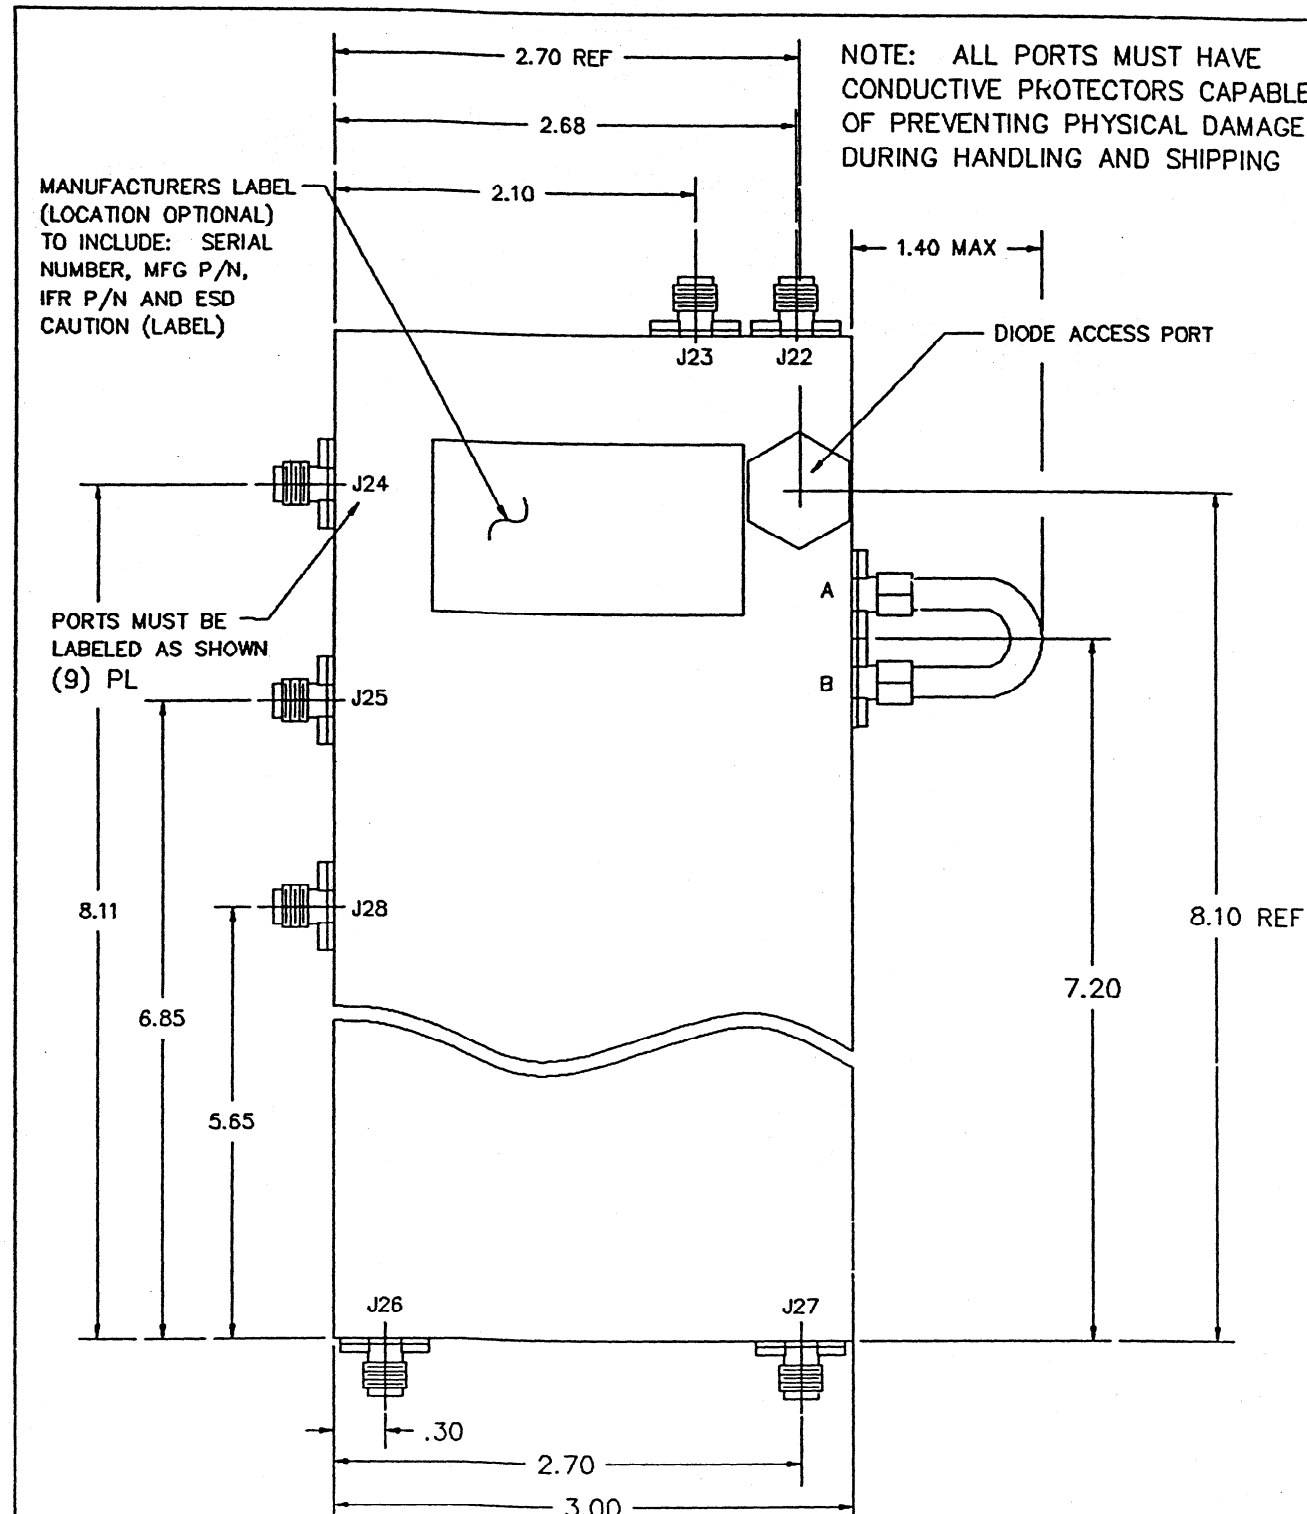 2.70 REF
NOTE: ALL PORTS MUST HAVE
CONDUCTIVE PROTECTORS CAPABLE
OF PREVENTING PHYSICAL DAMAGE
DURING HANDLING AND SHIPPING
2.68
2.10
MANUFACTURERS LABEL
(LOCATION OPTIONAL)
TO INCLUDE: SERIAL
NUMBER, MFG P/N,
IFR P/N AND ESD
CAUTION (LABEL)
1.40 MAX
DIODE ACCESS PORT
J23
J22
J24
A
PORTS MUST BE
LABELED AS SHOWN
(9) PL
B
J25
J28
8.11
8.10 REF
7.20
6.85
5.65
J26
J27
.30
2.70
3.00